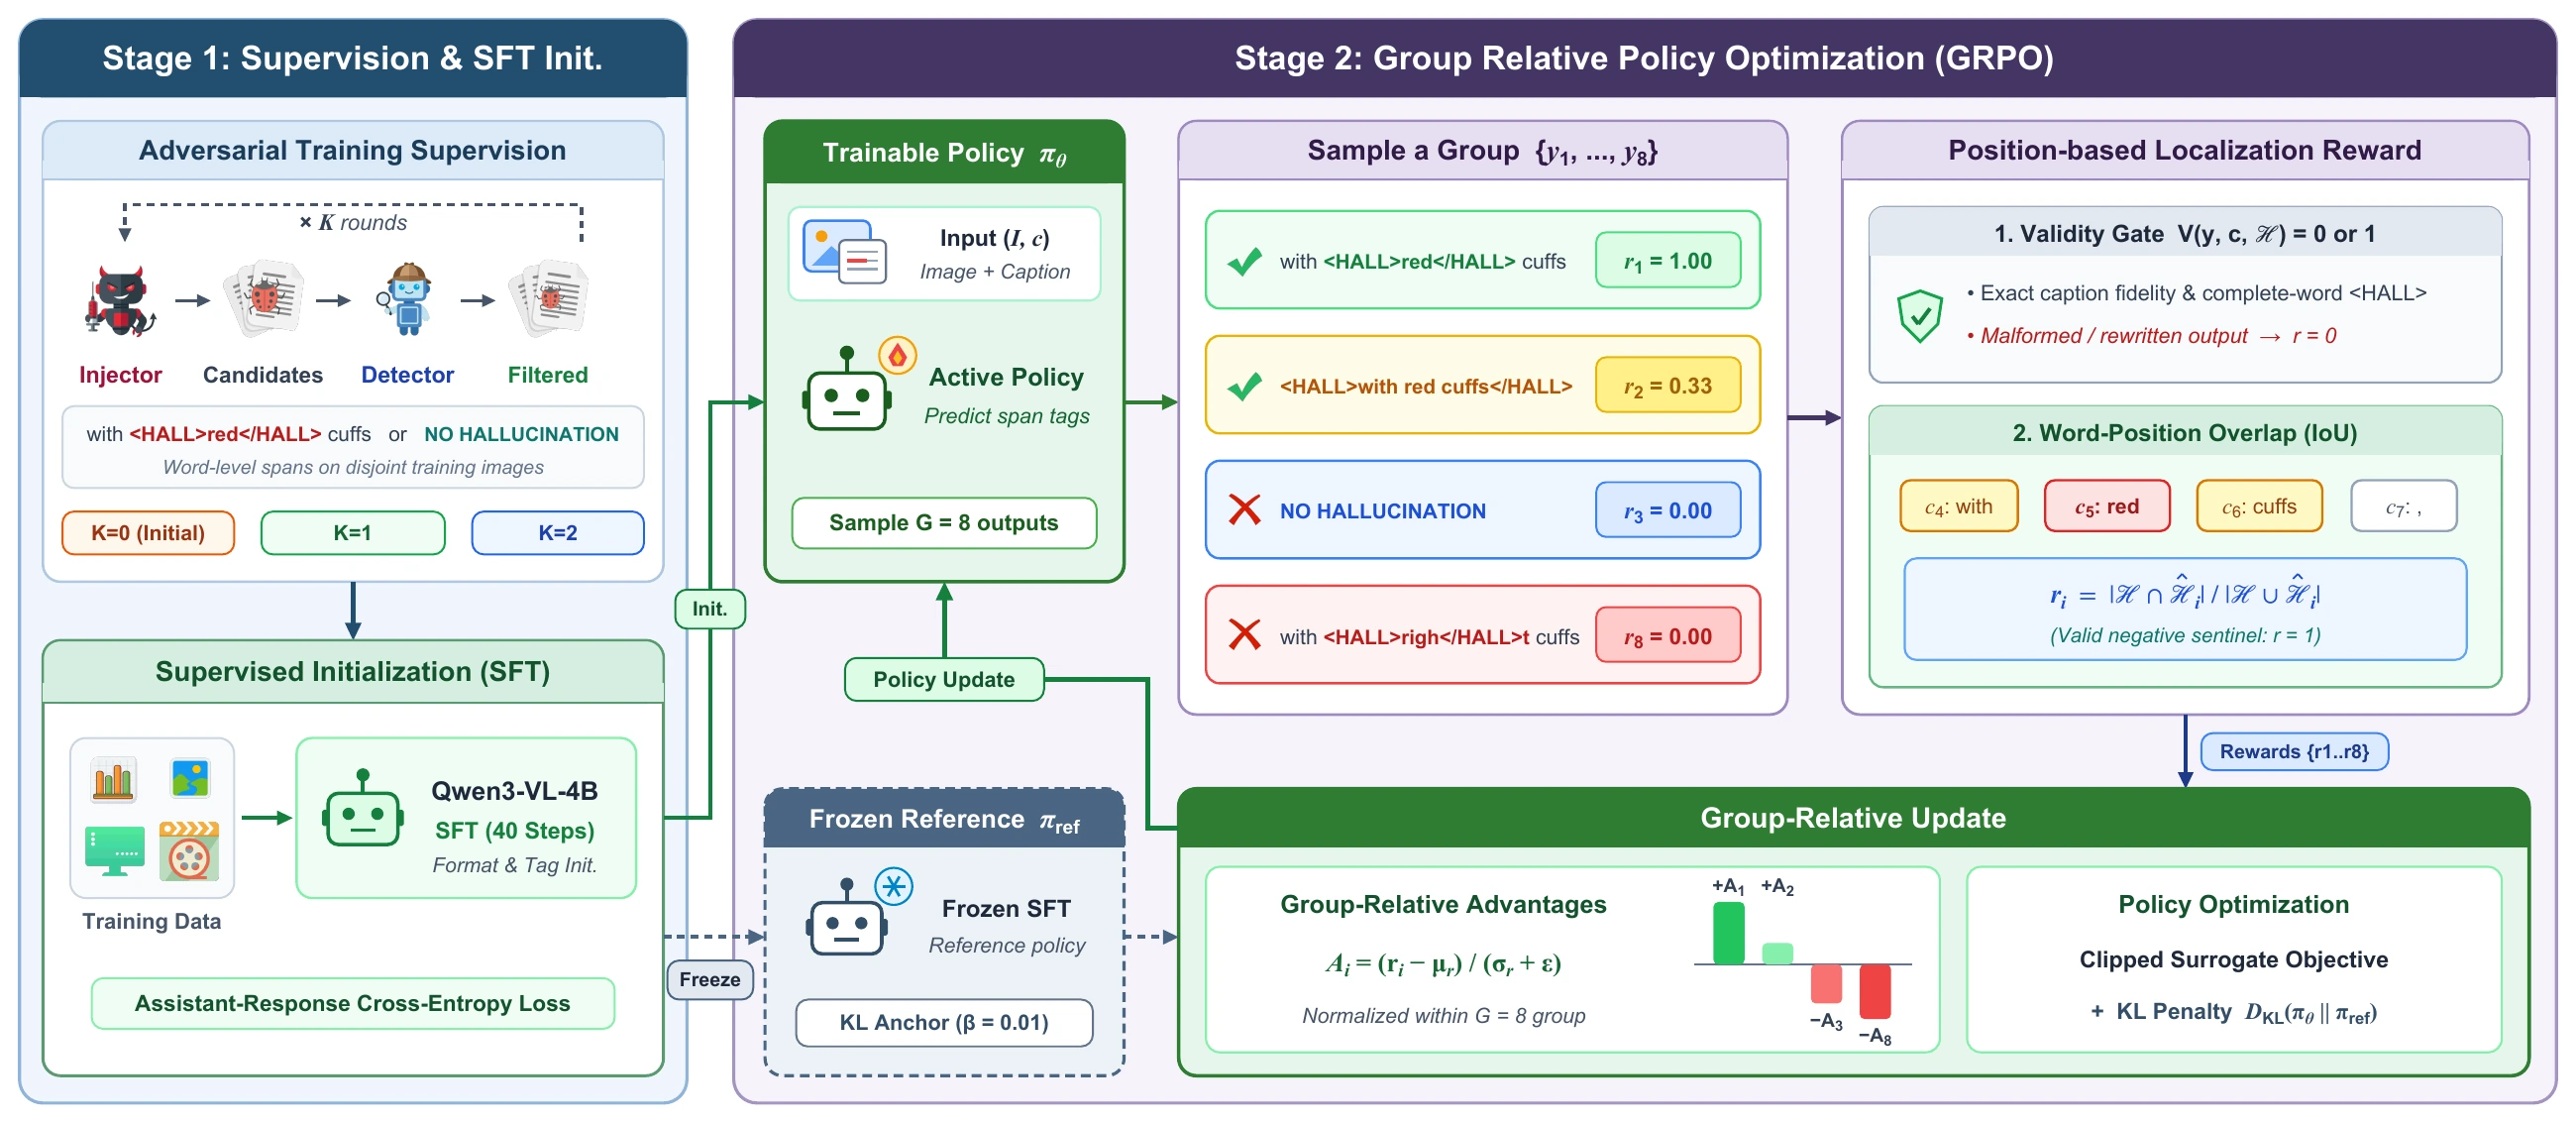 Stage 1: Supervision & SFT Init.
Adversarial Training Supervision
× K rounds
Injector
Candidates
Detector
Filtered
with <HALL>red</HALL> cuffs or NO HALLUCINATION
Word-level spans on disjoint training images
K=0 (Initial)
K=1
K=2
Supervised Initialization (SFT)
Training Data
Qwen3-VL-4B
SFT (40 Steps)
Format & Tag Init.
Assistant-Response Cross-Entropy Loss
Init.
Freeze
Stage 2: Group Relative Policy Optimization (GRPO)
Trainable Policy π_θ
Input (I, c)
Image + Caption
Active Policy
Predict span tags
Sample G = 8 outputs
Policy Update
Frozen Reference π_ref
Frozen SFT
Reference policy
KL Anchor (β = 0.01)
Sample a Group {y₁, ..., y₈}
with <HALL>red</HALL> cuffs
r₁ = 1.00
<HALL>with red cuffs</HALL>
r₂ = 0.33
NO HALLUCINATION
r₃ = 0.00
with <HALL>righ</HALL>t cuffs
r₈ = 0.00
Position-based Localization Reward
1. Validity Gate V(y, c, ℋ) = 0 or 1
• Exact caption fidelity & complete-word <HALL>
• Malformed / rewritten output → r = 0
2. Word-Position Overlap (IoU)
c₄: with
c₅: red
c₆: cuffs
c₇: ,
rᵢ = |ℋ ∩ ℋ̂ᵢ| / |ℋ ∪ ℋ̂ᵢ|
(Valid negative sentinel: r = 1)
Rewards {r1..r8}
Group-Relative Update
Group-Relative Advantages
Aᵢ = (rᵢ − μᵣ) / (σᵣ + ε)
Normalized within G = 8 group
+A₁
+A₂
−A₃
−A₈
Policy Optimization
Clipped Surrogate Objective
+ KL Penalty D_KL(π_θ || π_ref)